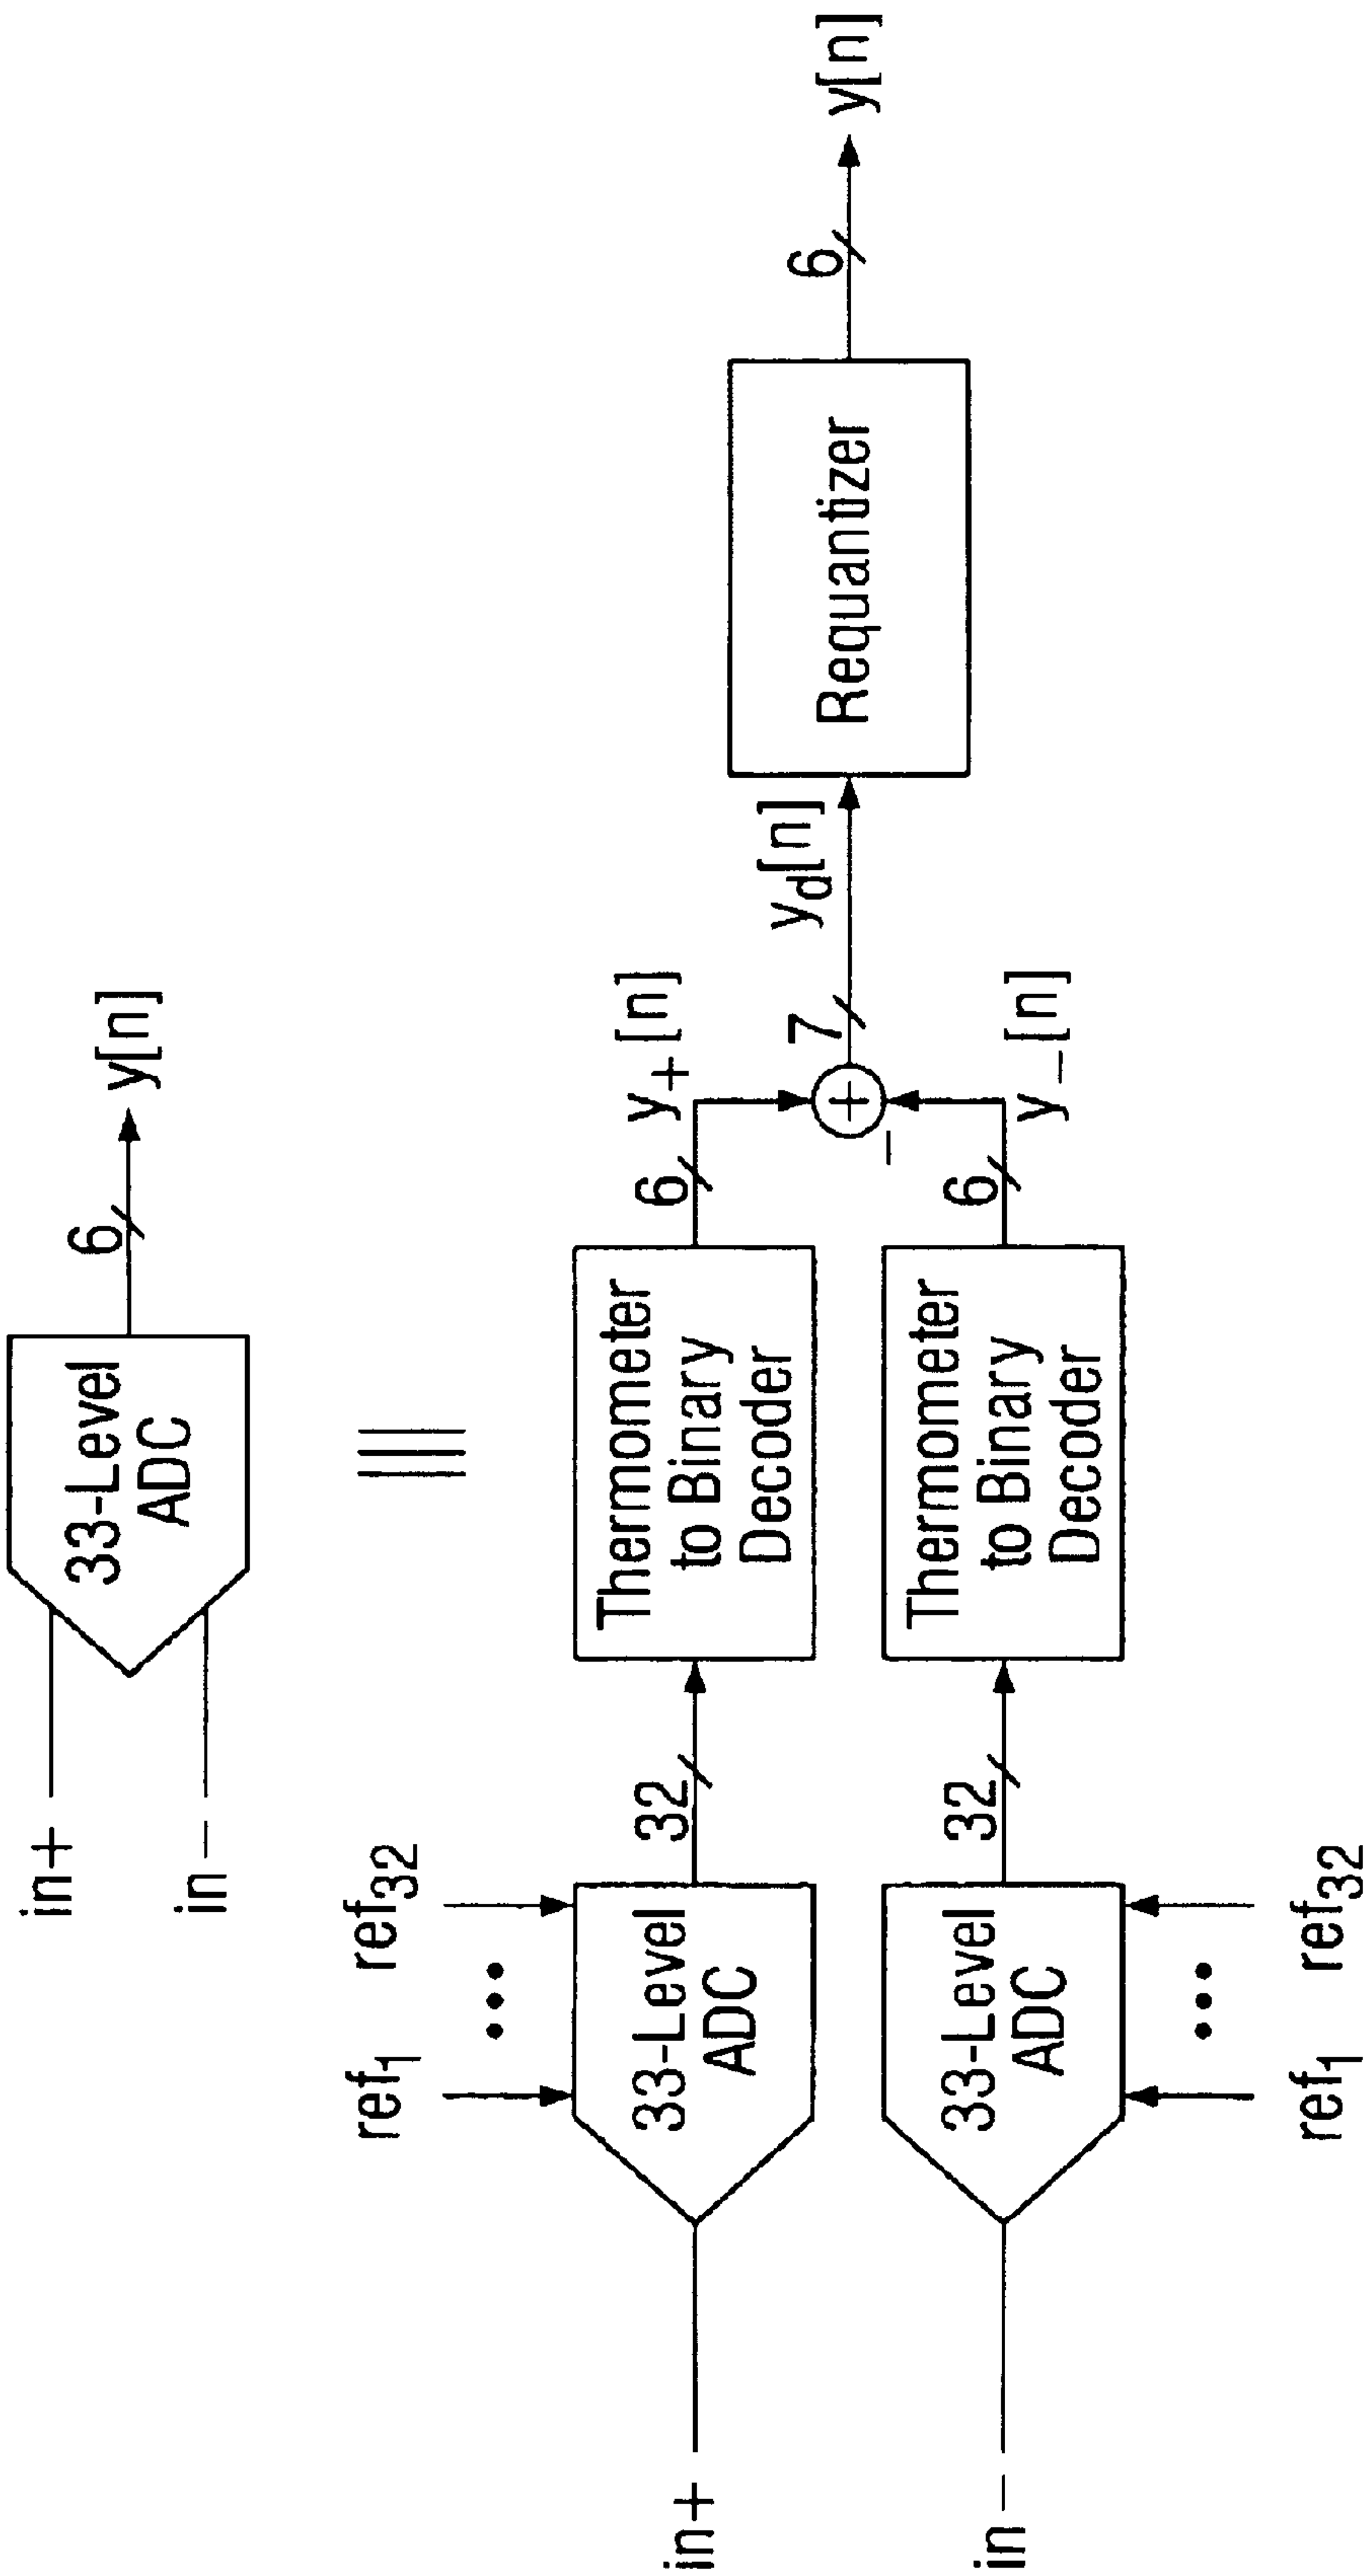 in+
in−
33-Level
ADC
6
y[n]
ref1
ref32
in+
33-Level
ADC
32
Thermometer
to Binary
Decoder
6
y+[n]
in−
33-Level
ADC
32
Thermometer
to Binary
Decoder
6
y−[n]
ref1
ref32
+
−
7
yd[n]
Requantizer
6
y[n]